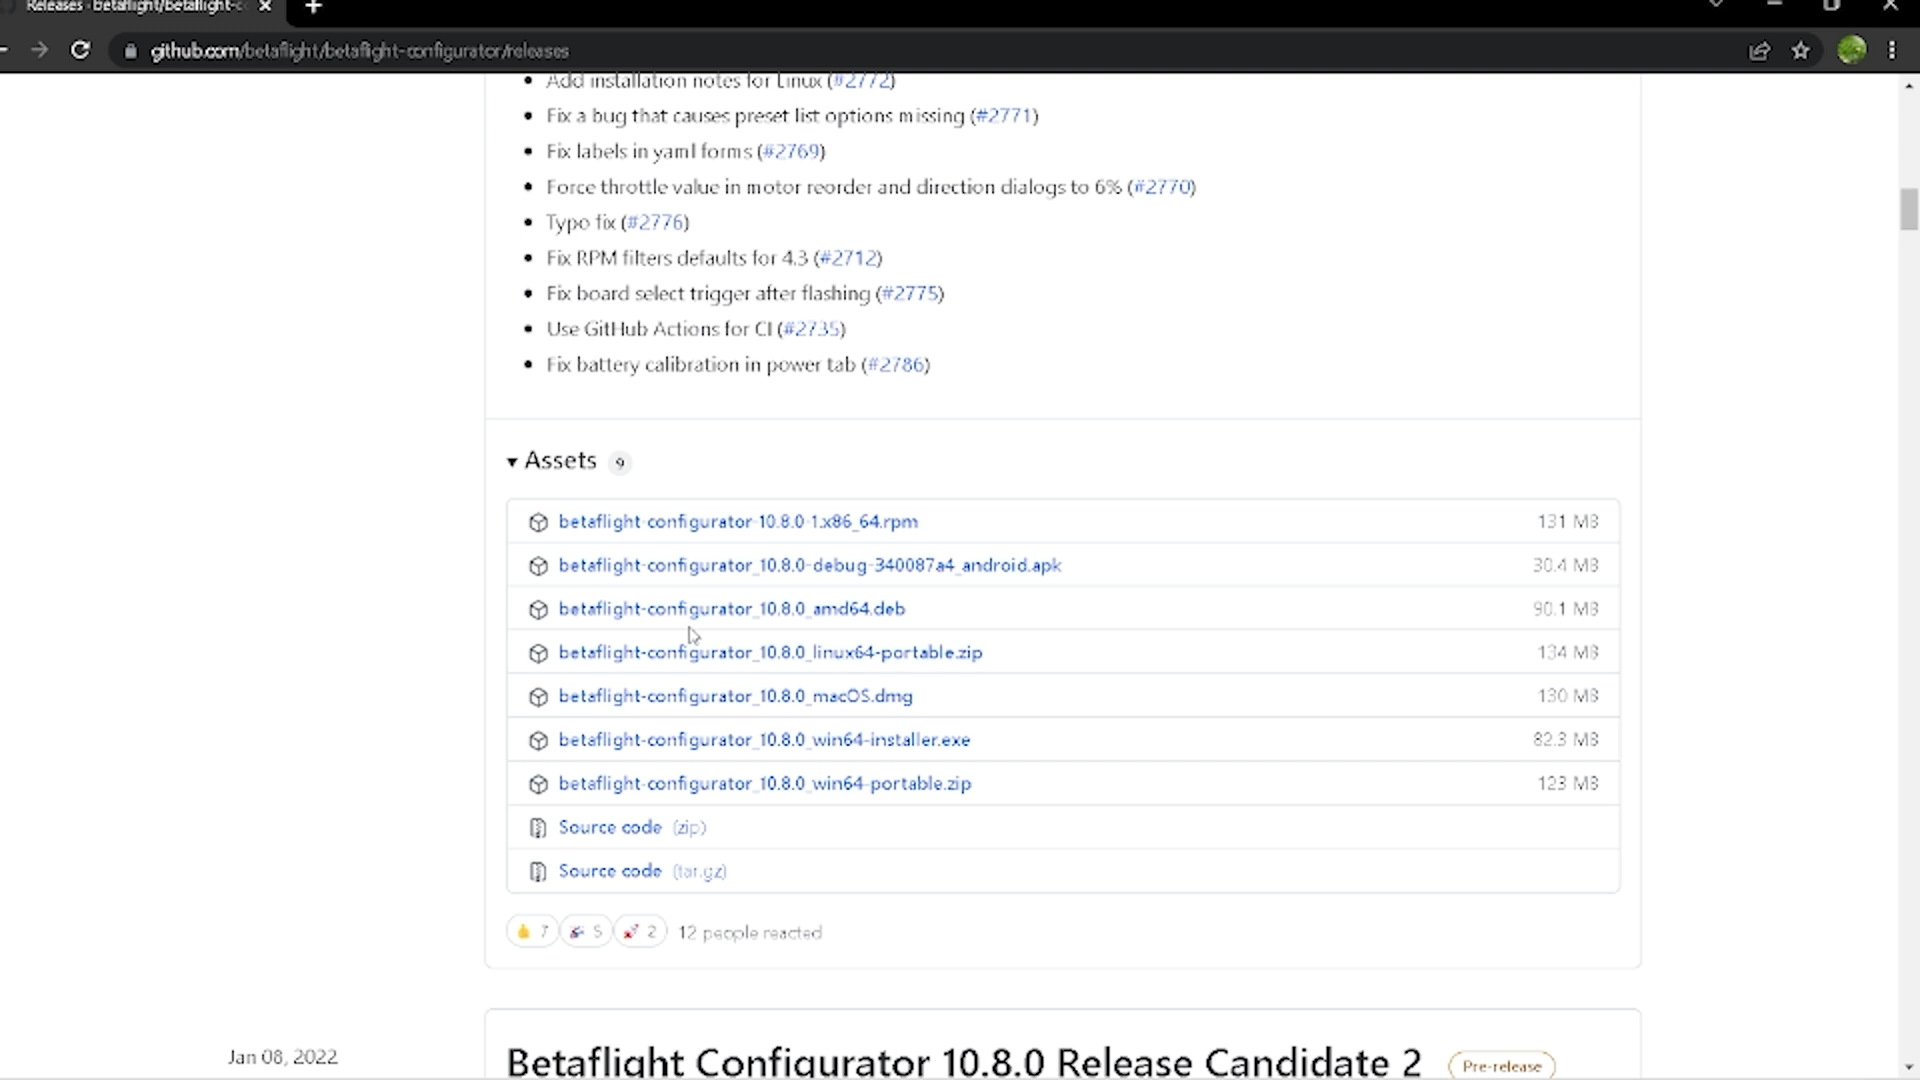 Releases · betaflight/betaflight-c
github.com/betaflight/betaflight-configurator/releases
Add installation notes for Linux (#2772)
Fix a bug that causes preset list options missing (#2771)
Fix labels in yaml forms (#2769)
Force throttle value in motor reorder and direction dialogs to 6% (#2770)
Typo fix (#2776)
Fix RPM filters defaults for 4.3 (#2712)
Fix board select trigger after flashing (#2775)
Use GitHub Actions for CI (#2735)
Fix battery calibration in power tab (#2786)
Assets 9
betaflight-configurator-10.8.0-1.x86_64.rpm 131 MB
betaflight-configurator_10.8.0-debug-340087a4_android.apk 30.4 MB
betaflight-configurator_10.8.0_amd64.deb 90.1 MB
betaflight-configurator_10.8.0_linux64-portable.zip 134 MB
betaflight-configurator_10.8.0_macOS.dmg 130 MB
betaflight-configurator_10.8.0_win64-installer.exe 82.3 MB
betaflight-configurator_10.8.0_win64-portable.zip 123 MB
Source code (zip)
Source code (tar.gz)
7 5 2 12 people reacted
Jan 08, 2022
Betaflight Configurator 10.8.0 Release Candidate 2 Pre-release